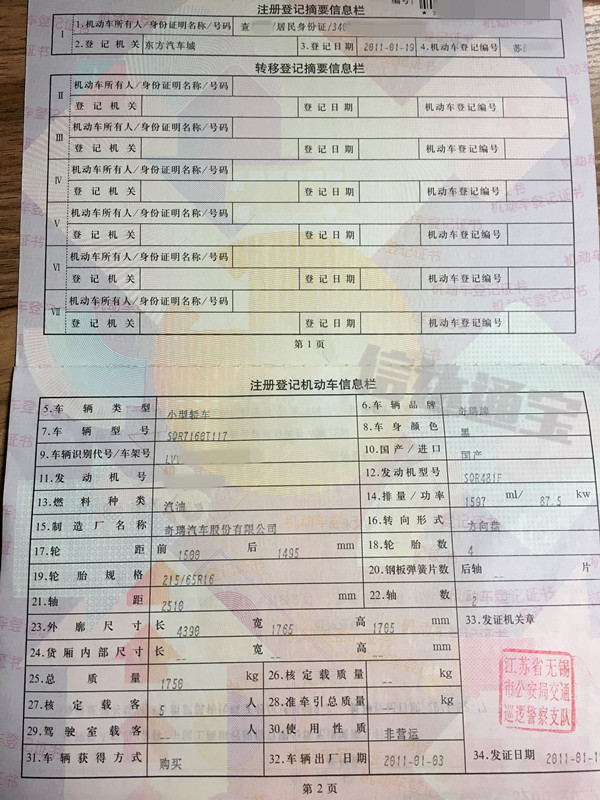 编号:
注册登记摘要信息栏
I 1.机动车所有人/身份证明名称/号码 查 /居民身份证/340
2.登记机关 东方汽车城 3.登记日期 2011-01-19 4.机动车登记编号 苏
转移登记摘要信息栏
II 机动车所有人/身份证明名称/号码
登记机关 登记日期 机动车登记编号
III 机动车所有人/身份证明名称/号码
登记机关 登记日期 机动车登记编号
IV 机动车所有人/身份证明名称/号码
登记机关 登记日期 机动车登记编号
V 机动车所有人/身份证明名称/号码
登记机关 登记日期 机动车登记编号
VI 机动车所有人/身份证明名称/号码
登记机关 登记日期 机动车登记编号
VII 机动车所有人/身份证明名称/号码
登记机关 登记日期 机动车登记编号
第1页
注册登记机动车信息栏
5.车辆类型 小型轿车 6.车辆品牌 奇瑞牌
7.车辆型号 SQR7160T117 8.车身颜色 黑
9.车辆识别代号/车架号 LVV 10.国产/进口 国产
11.发动机号 12.发动机型号 SQR481F
13.燃料种类 汽油 14.排量/功率 1597 ml/ 87.5 kw
15.制造厂名称 奇瑞汽车股份有限公司 16.转向形式 方向盘
17.轮距 前 1509 后 1495 mm 18.轮胎数 4
19.轮胎规格 215/65R16 20.钢板弹簧片数 后轴 -- 片
21.轴距 2510 mm 22.轴数 2
23.外廓尺寸 长 4390 宽 1765 高 1705 mm 33.发证机关章
24.货厢内部尺寸 长 -- 宽 -- 高 -- mm
25.总质量 1750 kg 26.核定载质量 -- kg
27.核定载客 5 人 28.准牵引总质量 -- kg
29.驾驶室载客 -- 人 30.使用性质 非营运
31.车辆获得方式 购买 32.车辆出厂日期 2011-01-03 34.发证日期 2011-01-1
江苏省无锡
市公安局交通
巡逻警察支队
第2页
信雄通宝